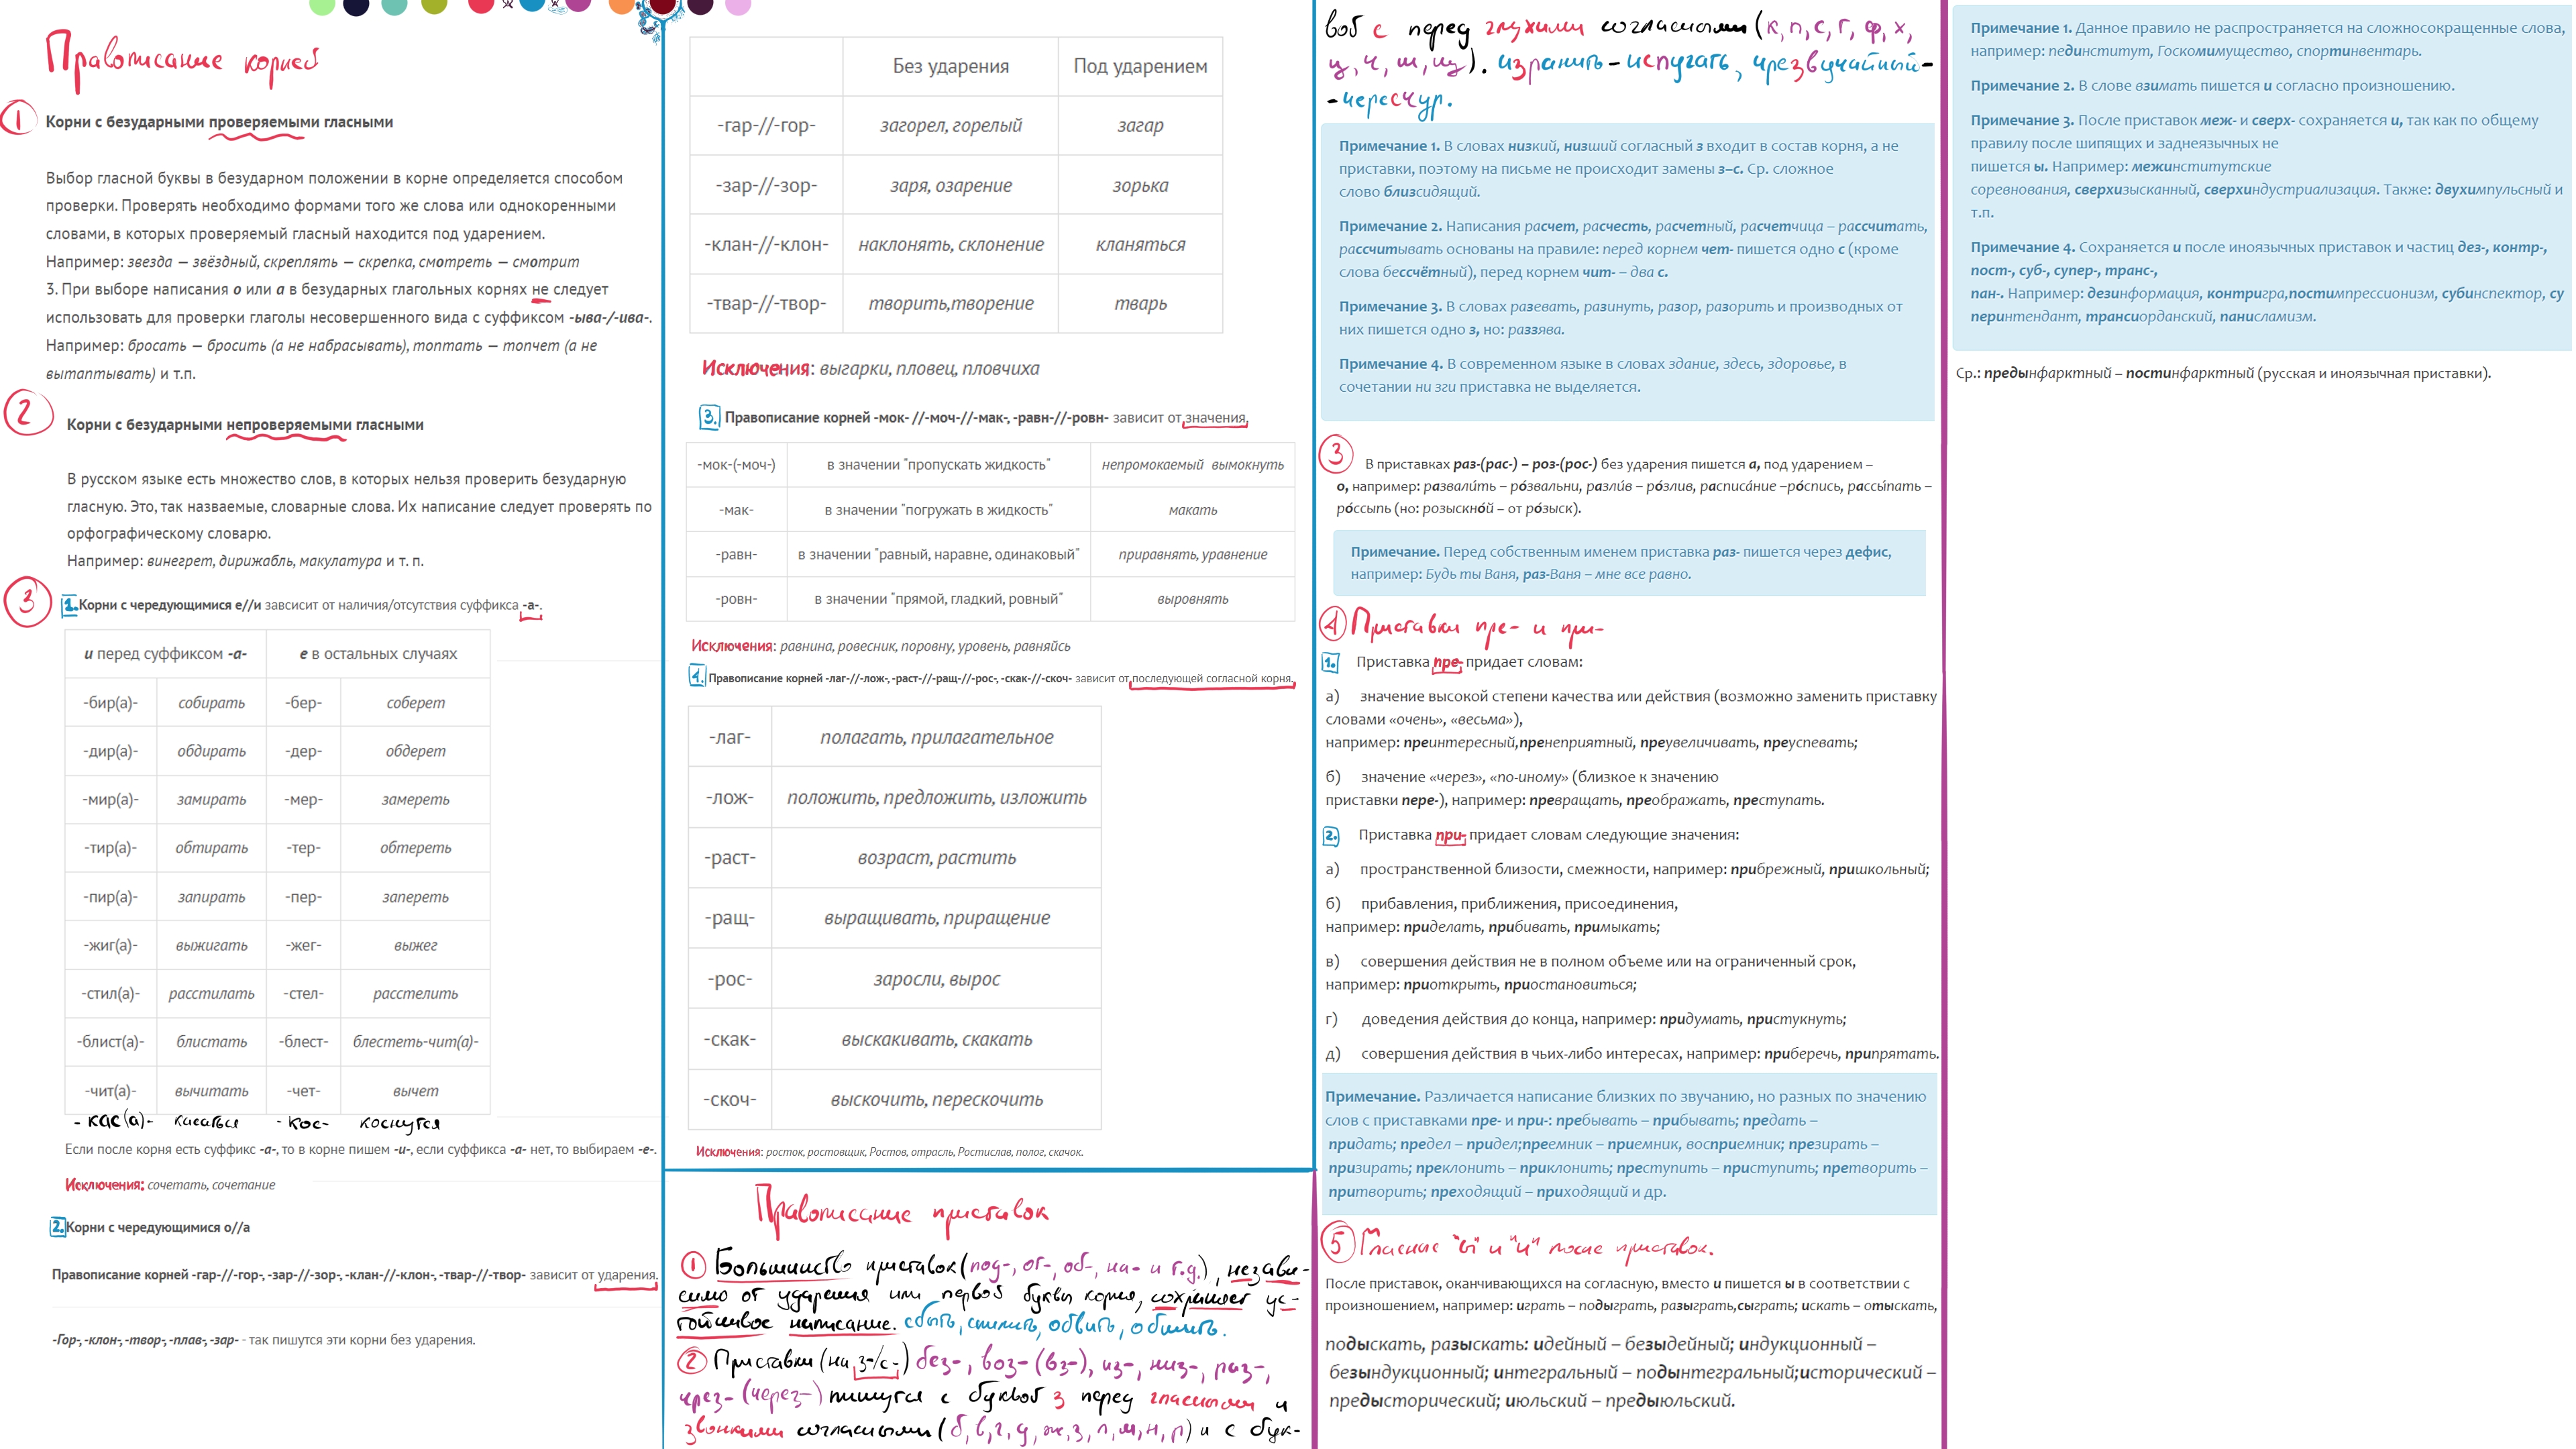 Правописание корней
1 Корни с безударными проверяемыми гласными
Выбор гласной буквы в безударном положении в корне определяется способом
проверки. Проверять необходимо формами того же слова или однокоренными
словами, в которых проверяемый гласный находится под ударением.
Например: звезда — звёздный, скреплять — скрепка, смотреть — смотрит
3. При выборе написания о или а в безударных глагольных корнях не следует
использовать для проверки глаголы несовершенного вида с суффиксом -ыва-/-ива-.
Например: бросать — бросить (а не набрасывать), топтать — топчет (а не
вытаптывать) и т.п.
2 Корни с безударными непроверяемыми гласными
В русском языке есть множество слов, в которых нельзя проверить безударную
гласную. Это, так назваемые, словарные слова. Их написание следует проверять по
орфографическому словарю.
Например: винегрет, дирижабль, макулатура и т. п.
3 1. Корни с чередующимися е//и завсисит от наличия/отсутствия суффикса -а-.
и перед суффиксом -а- е в остальных случаях
-бир(а)- собирать -бер- соберет
-дир(а)- обдирать -дер- обдерет
-мир(а)- замирать -мер- замереть
-тир(а)- обтирать -тер- обтереть
-пир(а)- запирать -пер- запереть
-жиг(а)- выжигать -жег- выжег
-стил(а)- расстилать -стел- расстелить
-блист(а)- блистать -блест- блестеть-чит(а)-
-чит(а)- вычитать -чет- вычет
- кас(а)- касаться - кос- коснутся
Если после корня есть суффикс -а-, то в корне пишем -и-, если суффикса -а- нет, то выбираем -е-.
Исключения: сочетать, сочетание
2. Корни с чередующимися о//а
Правописание корней -гар-//-гор-, -зар-//-зор-, -клан-//-клон-, -твар-//-твор- зависит от ударения.
-Гор-, -клон-, -твор-, -плав-, -зар- - так пишутся эти корни без ударения.
Без ударения Под ударением
-гар-//-гор- загорел, горелый загар
-зар-//-зор- заря, озарение зорька
-клан-//-клон- наклонять, склонение кланяться
-твар-//-твор- творить,творение тварь
Исключения: выгарки, пловец, пловчиха
3. Правописание корней -мок- //-моч-//-мак-, -равн-//-ровн- зависит от значения.
-мок-(-моч-) в значении "пропускать жидкость" непромокаемый вымокнуть
-мак- в значении "погружать в жидкость" макать
-равн- в значении "равный, наравне, одинаковый" приравнять, уравнение
-ровн- в значении "прямой, гладкий, ровный" выровнять
Исключения: равнина, ровесник, поровну, уровень, равняйсь
4. Правописание корней -лаг-//-лож-, -раст-//-ращ-//-рос-, -скак-//-скоч- зависит от последующей согласной корня.
-лаг- полагать, прилагательное
-лож- положить, предложить, изложить
-раст- возраст, растить
-ращ- выращивать, приращение
-рос- заросли, вырос
-скак- выскакивать, скакать
-скоч- выскочить, перескочить
Исключения: росток, ростовщик, Ростов, отрасль, Ростислав, полог, скачок.
Правописание приставок
1 Большинство приставок (под-, от-, об-, на- и т.д.), незави-
симо от ударения или первой буквы корня, сохраняет ус-
тойчивое написание. сбыть, сшить, обвить, обшить.
2 Приставки (на з-/с-) без-, воз- (вз-), из-, низ-, раз-,
чрез- (через-) пишутся с буквой з перед гласными и
звонкими согласными (б, в, г, д, ж, з, л, м, н, р) и с бук-
вой с перед глухими согласными (к, п, с, т, ф, х,
ц, ч, ш, щ). изранить-испугать, чрезвычайный-
-чересчур.
Примечание 1. В словах низкий, низший согласный з входит в состав корня, а не
приставки, поэтому на письме не происходит замены з–с. Ср. сложное
слово близсидящий.
Примечание 2. Написания расчет, расчесть, расчетный, расчетчица – рассчитать,
рассчитывать основаны на правиле: перед корнем чет- пишется одно с (кроме
слова бессчётный), перед корнем чит- – два с.
Примечание 3. В словах разевать, разинуть, разор, разорить и производных от
них пишется одно з, но: раззява.
Примечание 4. В современном языке в словах здание, здесь, здоровье, в
сочетании ни зги приставка не выделяется.
3 В приставках раз-(рас-) – роз-(рос-) без ударения пишется а, под ударением –
о, например: развали́ть – ро́звальни, разли́в – ро́злив, расписа́ние –ро́спись, рассы́пать –
ро́ссыпь (но: розыскно́й – от ро́зыск).
Примечание. Перед собственным именем приставка раз- пишется через дефис,
например: Будь ты Ваня, раз-Ваня – мне все равно.
4 Приставки пре- и при-
1. Приставка пре- придает словам:
а) значение высокой степени качества или действия (возможно заменить приставку
словами «очень», «весьма»),
например: преинтересный,пренеприятный, преувеличивать, преуспевать;
б) значение «через», «по-иному» (близкое к значению
приставки пере-), например: превращать, преображать, преступать.
2. Приставка при- придает словам следующие значения:
а) пространственной близости, смежности, например: прибрежный, пришкольный;
б) прибавления, приближения, присоединения,
например: приделать, прибивать, примыкать;
в) совершения действия не в полном объеме или на ограниченный срок,
например: приоткрыть, приостановиться;
г) доведения действия до конца, например: придумать, пристукнуть;
д) совершения действия в чьих-либо интересах, например: приберечь, припрятать.
Примечание. Различается написание близких по звучанию, но разных по значению
слов с приставками пре- и при-: пребывать – прибывать; предать –
придать; предел – придел;преемник – приемник, восприемник; презирать –
призирать; преклонить – приклонить; преступить – приступить; претворить –
притворить; преходящий – приходящий и др.
5 Гласные "ы" и "и" после приставок.
После приставок, оканчивающихся на согласную, вместо и пишется ы в соответствии с
произношением, например: играть – подыграть, разыграть,сыграть; искать – отыскать,
подыскать, разыскать: идейный – безыдейный; индукционный –
безындукционный; интегральный – подынтегральный;исторический –
предысторический; июльский – предыюльский.
Примечание 1. Данное правило не распространяется на сложносокращенные слова,
например: пединститут, Госкомимущество, спортинвентарь.
Примечание 2. В слове взимать пишется и согласно произношению.
Примечание 3. После приставок меж- и сверх- сохраняется и, так как по общему
правилу после шипящих и заднеязычных не
пишется ы. Например: межинститутские
соревнования, сверхизысканный, сверхиндустриализация. Также: двухимпульсный и
т.п.
Примечание 4. Сохраняется и после иноязычных приставок и частиц дез-, контр-,
пост-, суб-, супер-, транс-,
пан-. Например: дезинформация, контригра,постимпрессионизм, субинспектор, су
перинтендант, трансиорданский, панисламизм.
Ср.: предынфарктный – постинфарктный (русская и иноязычная приставки).